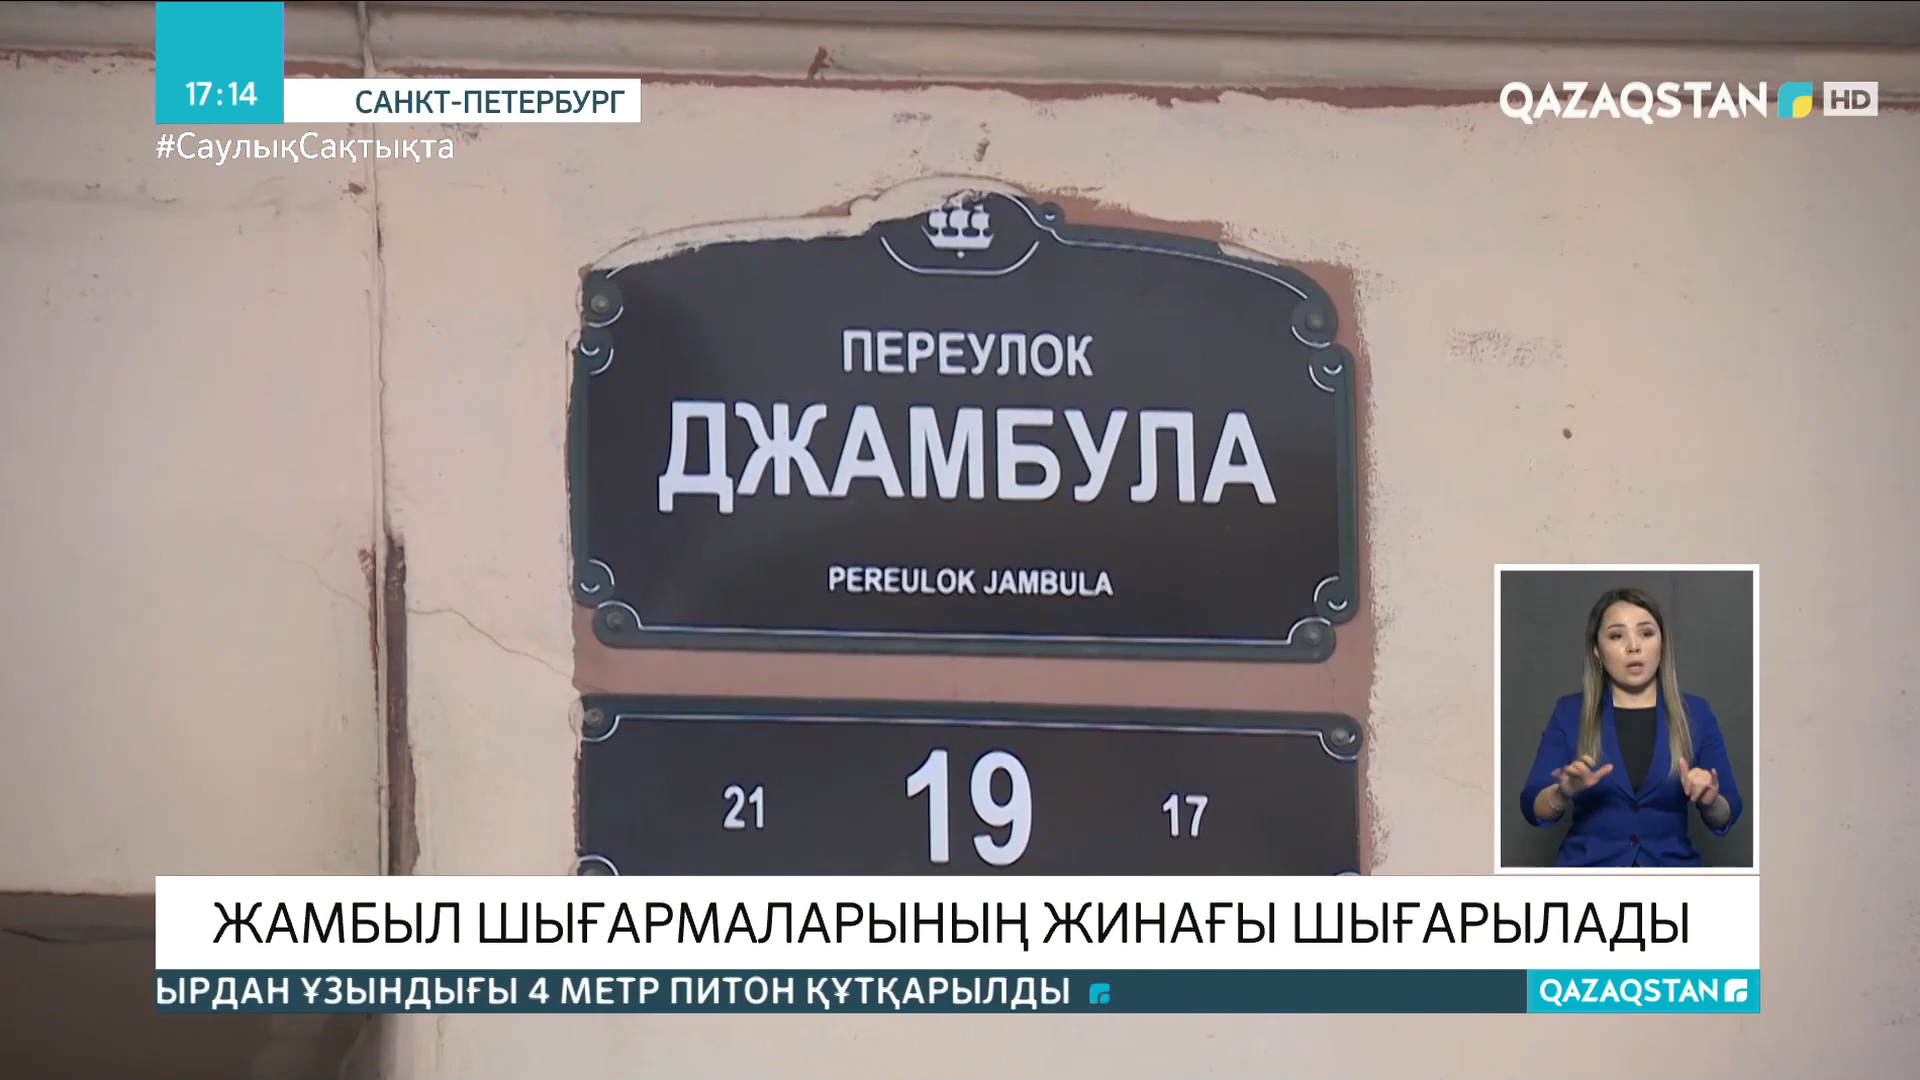 17:14
САНКТ-ПЕТЕРБУРГ
#СаулықСақтықта
QAZAQSTAN HD
ПЕРЕУЛОК
ДЖАМБУЛА
PEREULOK JAMBULA
21 19 17
ЖАМБЫЛ ШЫҒАРМАЛАРЫНЫҢ ЖИНАҒЫ ШЫҒАРЫЛАДЫ
ЫРДАН ҰЗЫНДЫҒЫ 4 МЕТР ПИТОН ҚҰТҚАРЫЛДЫ
QAZAQSTAN